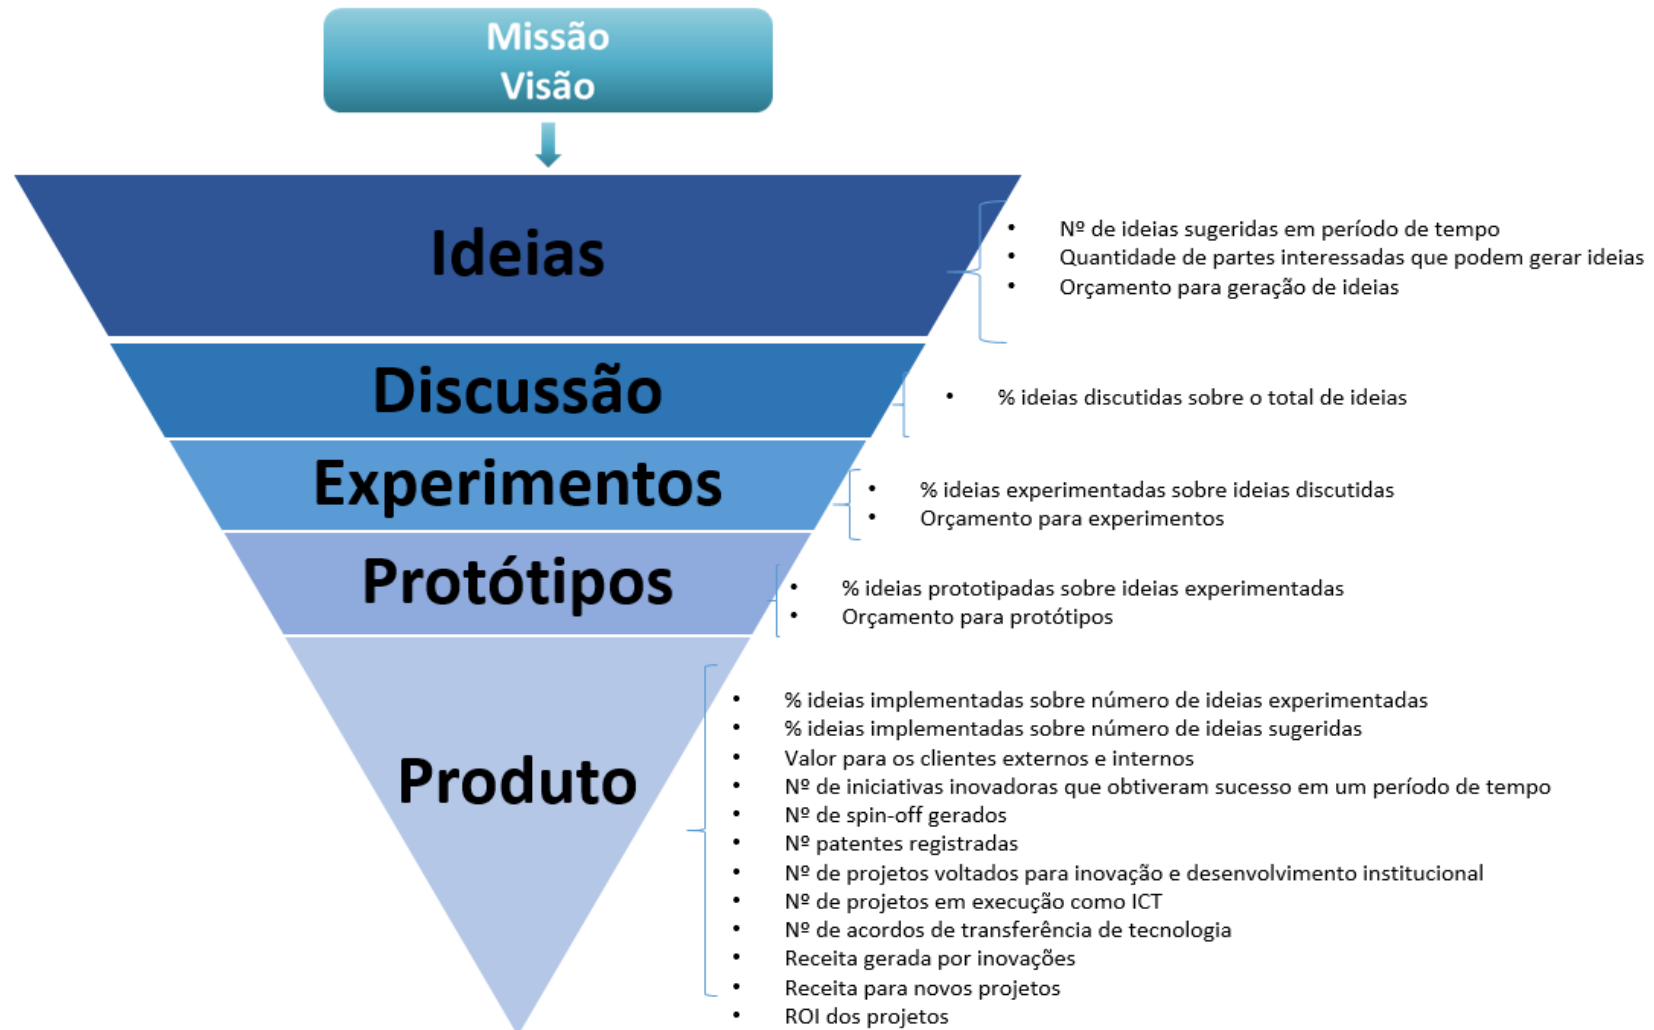 Missão
Visão
Ideias
• Nº de ideias sugeridas em período de tempo
• Quantidade de partes interessadas que podem gerar ideias
• Orçamento para geração de ideias
Discussão
• % ideias discutidas sobre o total de ideias
Experimentos
• % ideias experimentadas sobre ideias discutidas
• Orçamento para experimentos
Protótipos
• % ideias prototipadas sobre ideias experimentadas
• Orçamento para protótipos
Produto
• % ideias implementadas sobre número de ideias experimentadas
• % ideias implementadas sobre número de ideias sugeridas
• Valor para os clientes externos e internos
• Nº de iniciativas inovadoras que obtiveram sucesso em um período de tempo
• Nº de spin-off gerados
• Nº patentes registradas
• Nº de projetos voltados para inovação e desenvolvimento institucional
• Nº de projetos em execução como ICT
• Nº de acordos de transferência de tecnologia
• Receita gerada por inovações
• Receita para novos projetos
• ROI dos projetos